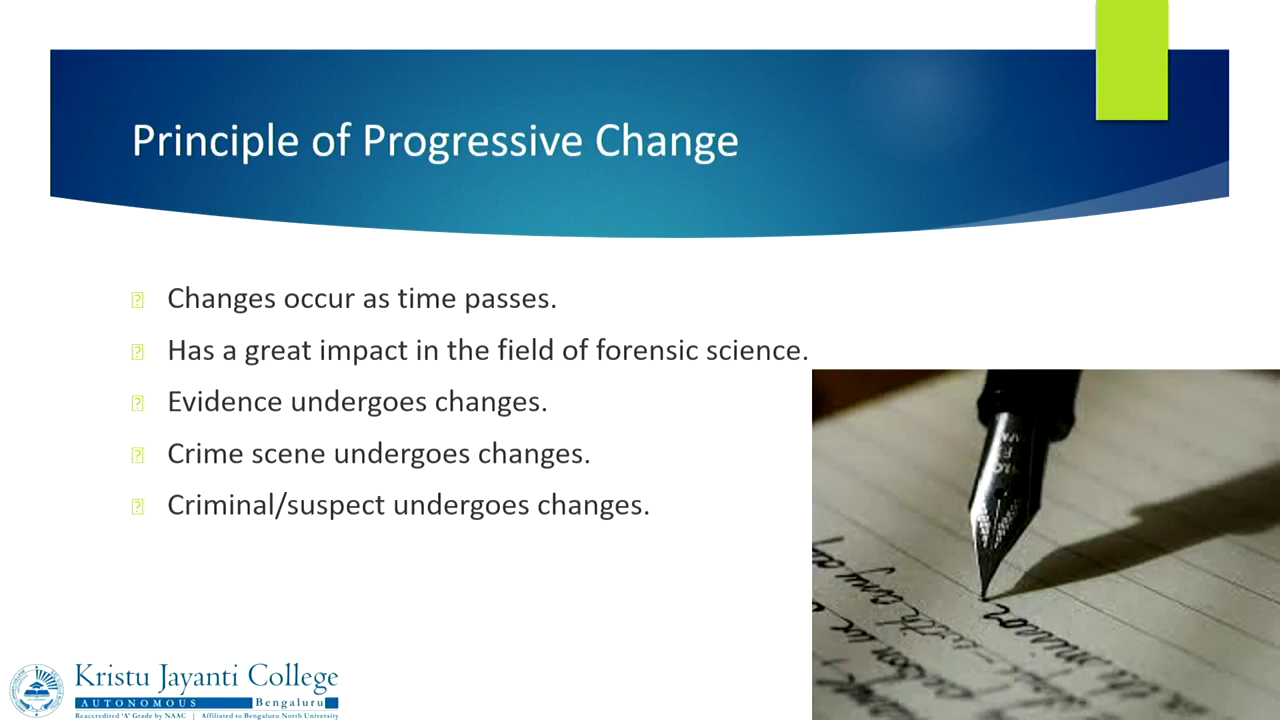 Principle of Progressive Change
Changes occur as time passes.
Has a great impact in the field of forensic science.
Evidence undergoes changes.
Crime scene undergoes changes.
Criminal/suspect undergoes changes.
Kristu Jayanti College
AUTONOMOUS Bengaluru
Reaccredited 'A' Grade by NAAC | Affiliated to Bengaluru North University